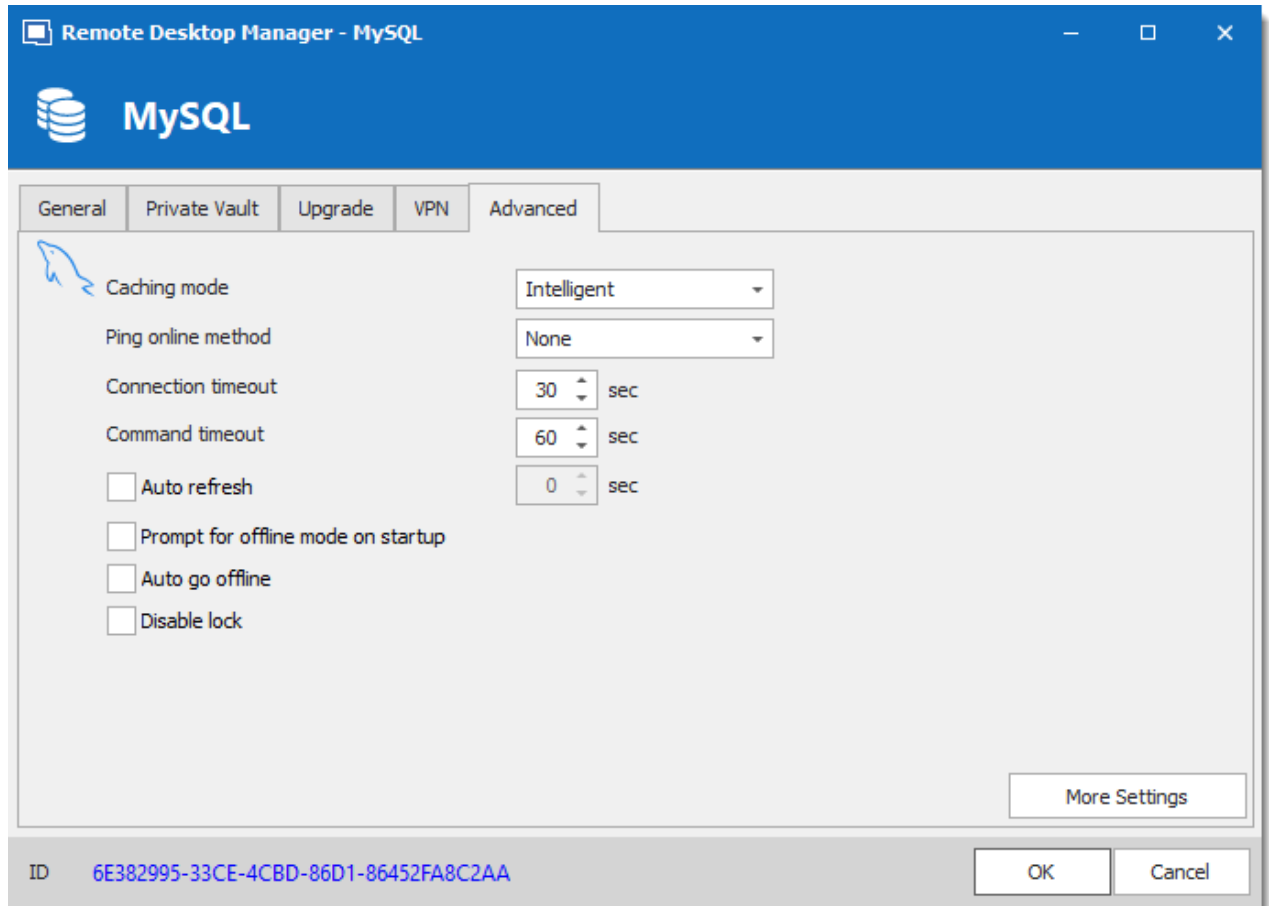 Remote Desktop Manager - MySQL
MySQL
General Private Vault Upgrade VPN Advanced
Caching mode Intelligent
Ping online method None
Connection timeout 30 sec
Command timeout 60 sec
Auto refresh 0 sec
Prompt for offline mode on startup
Auto go offline
Disable lock
More Settings
ID 6E382995-33CE-4CBD-86D1-86452FA8C2AA OK Cancel